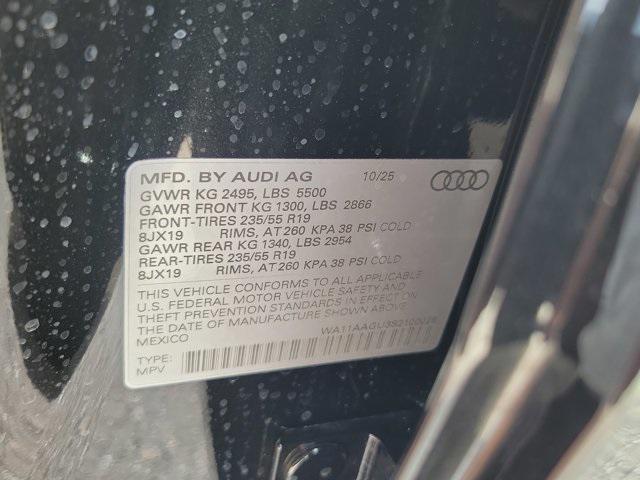 MFD. BY AUDI AG 10/25
GVWR KG 2495, LBS 5500
GAWR FRONT KG 1300, LBS 2866
FRONT-TIRES 235/55 R19
8JX19 RIMS, AT 260 KPA 38 PSI COLD
GAWR REAR KG 1340, LBS 2954
REAR-TIRES 235/55 R19
8JX19 RIMS, AT 260 KPA 38 PSI COLD
THIS VEHICLE CONFORMS TO ALL APPLICABLE
U.S. FEDERAL MOTOR VEHICLE SAFETY AND
THEFT PREVENTION STANDARDS IN EFFECT ON
THE DATE OF MANUFACTURE SHOWN ABOVE
MEXICO
TYPE:
MPV